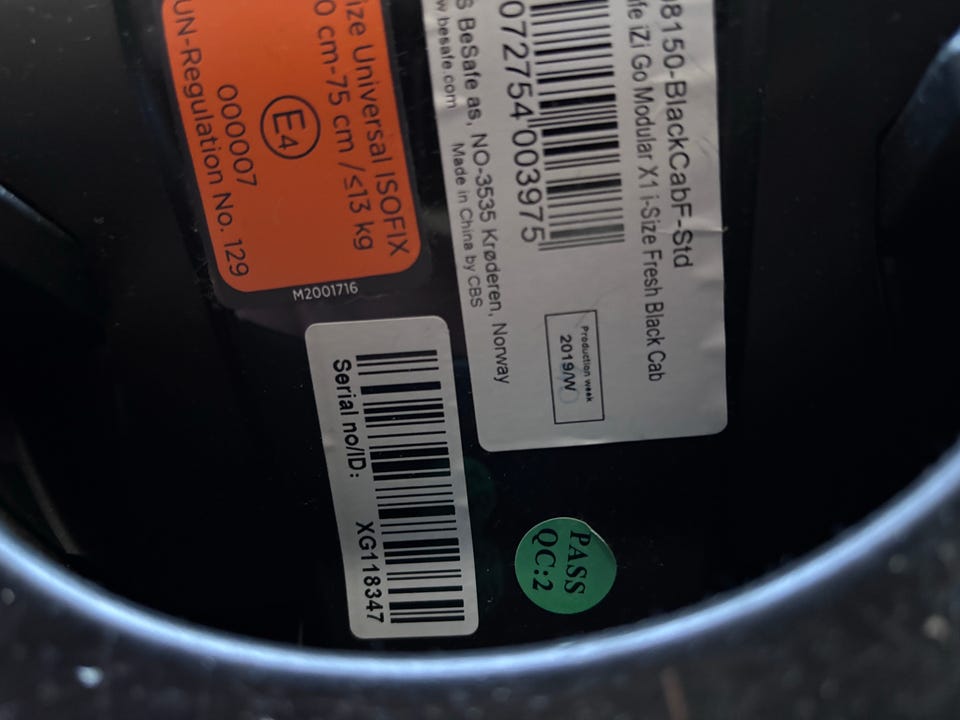 ize Universal ISOFIX
0 cm-75 cm /≤13 kg
E4
000007
UN-Regulation No. 129
M2001716
8150-BlackCabF-Std
fe iZi Go Modular X1 i-Size Fresh Black Cab
072754 003975
Production week
2019/W
S BeSafe as, NO-3535 Krøderen, Norway
w.besafe.com
Made in China by CBS
Serial no/ID:
XG118347
PASS
QC:2